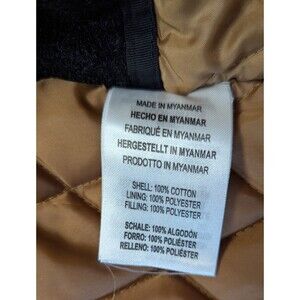 MADE IN MYANMAR
HECHO EN MYANMAR
FABRIQUÉ EN MYANMAR
HERGESTELLT IN MYANMAR
PRODOTTO IN MYANMAR
SHELL: 100% COTTON
LINING: 100% POLYESTER
FILLING: 100% POLYESTER
SCHALE: 100% ALGODÓN
FORRO: 100% POLIÉSTER
RELLENO: 100% POLIÉSTER